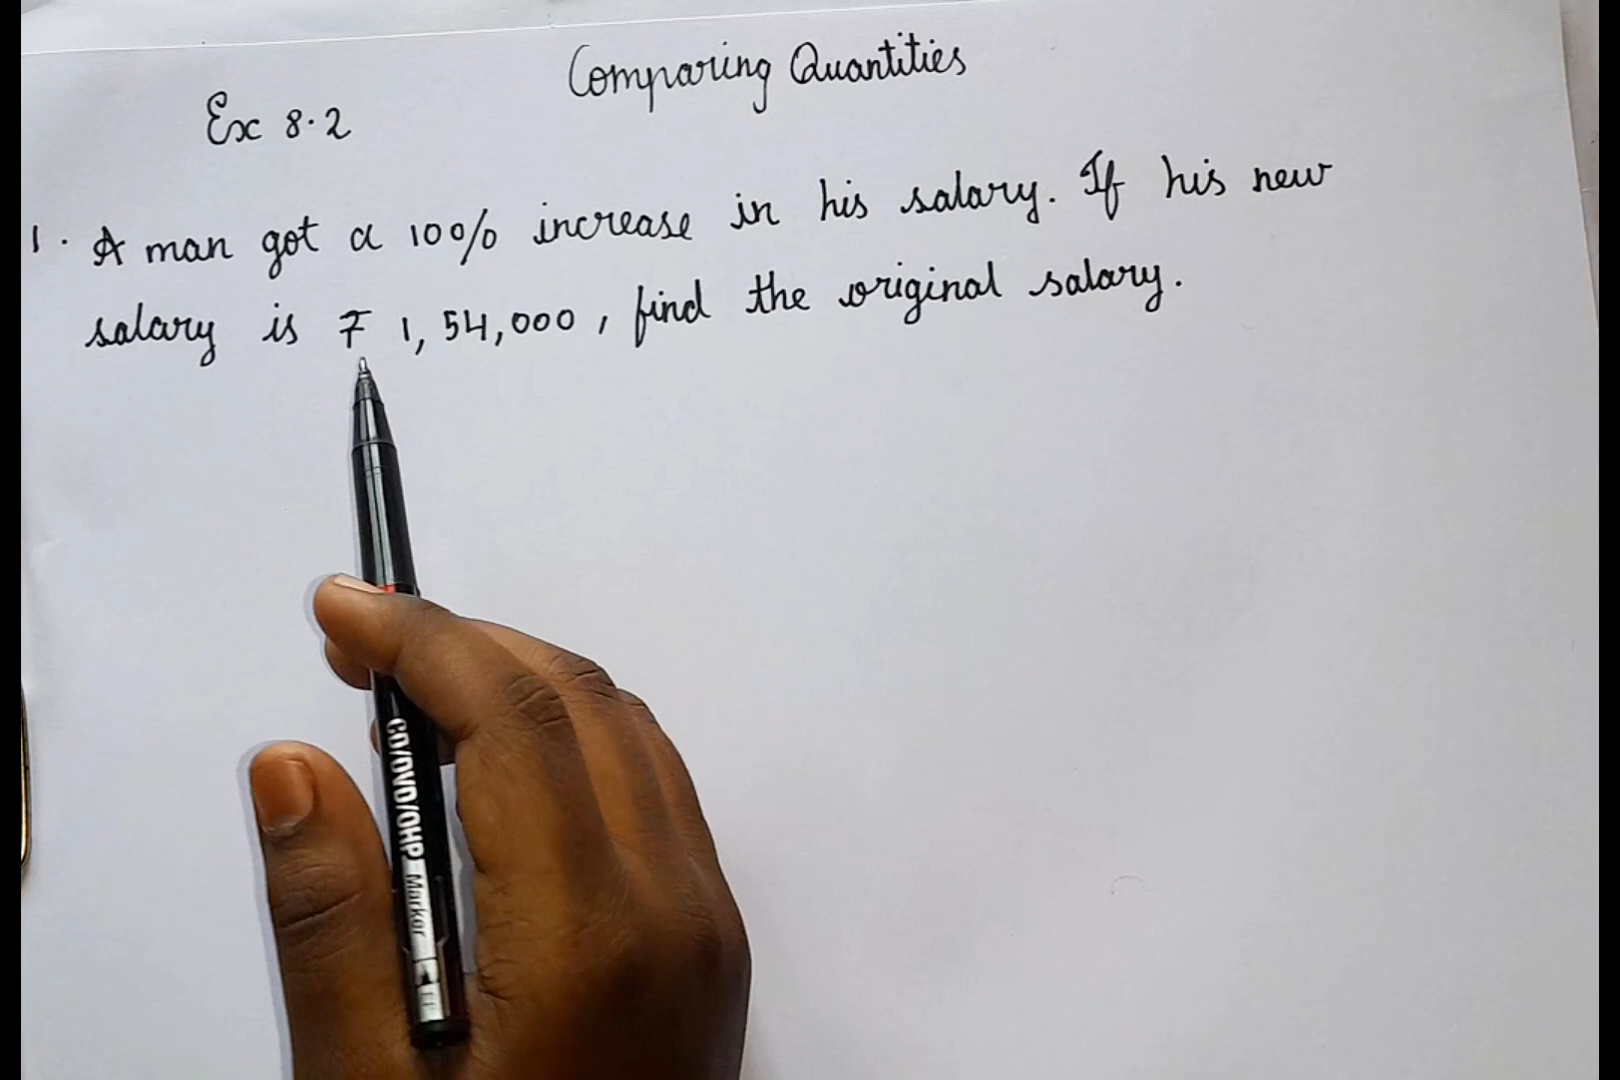 Comparing Quantities
Ex 8.2
1. A man got a 10% increase in his salary. If his new
salary is ₹ 1,54,000, find the original salary.
CD/DVD/OHP Marker